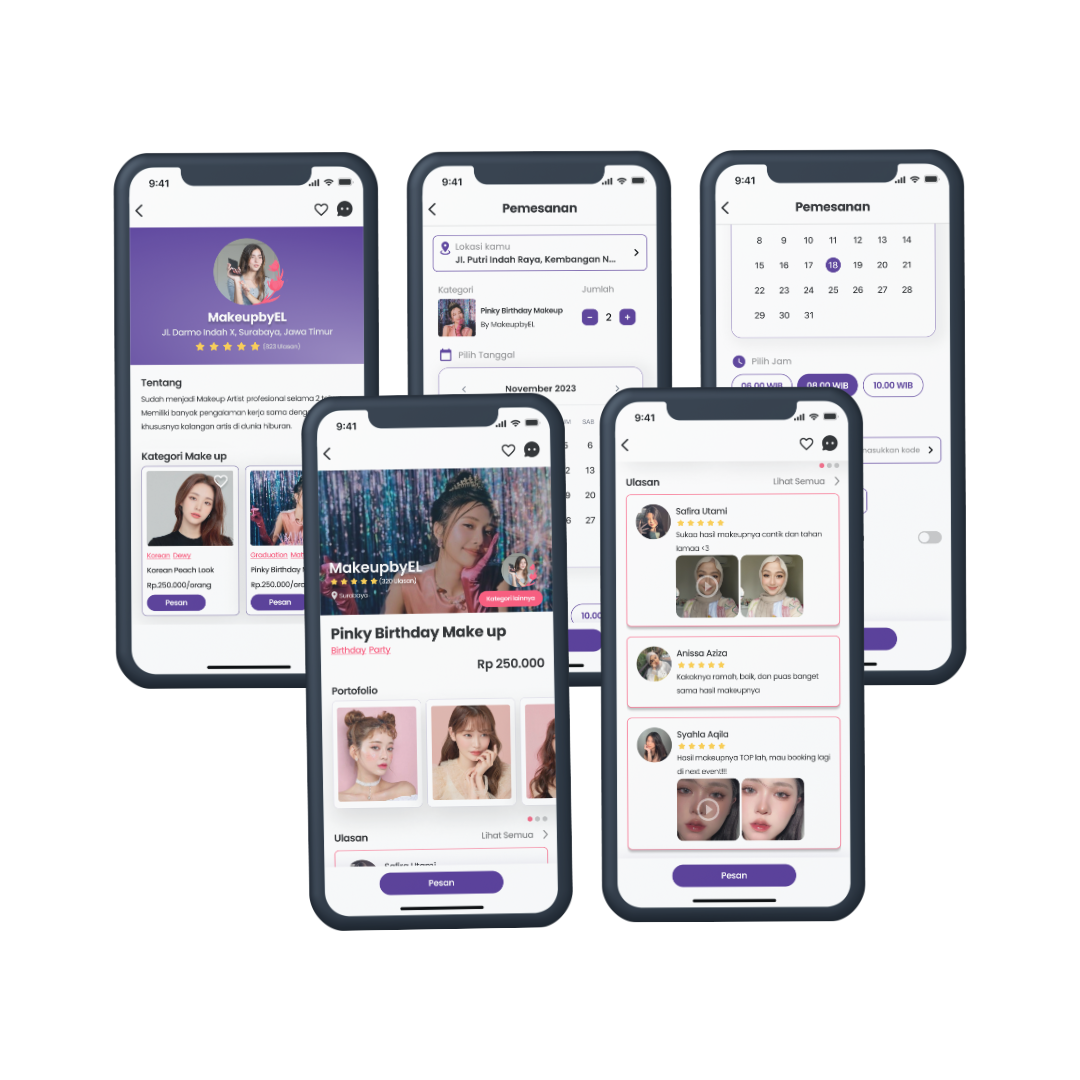 9:41
MakeupbyEL
Jl. Darmo Indah X, Surabaya, Jawa Timur
(323 Ulasan)
Tentang
Sudah menjadi Makeup Artist profesional selama 2
Memiliki banyak pengalaman kerja sama
khususnya kalangan artis di dunia hiburan.
Kategori Make up
Korean Dewy
Korean Peach Look
Rp.250.000/orang
Pesan
Graduation
Pinky Birthday
Rp.250.000/
Pesan
9:41
Pemesanan
Lokasi kamu
Jl. Putri Indah Raya, Kembangan N...
Kategori
Jumlah
Pinky Birthday Makeup
By MakeupbyEL
- 2 +
Pilih Tanggal
November 2023
SAB
6
13
20
27
10.0
9:41
Pemesanan
8 9 10 11 12 13 14
15 16 17 18 19 20 21
22 23 24 25 26 27 28
29 30 31
Pilih Jam
06.00 WIB 08.00 WIB 10.00 WIB
masukkan kode
9:41
MakeupbyEL
(320 Ulasan)
Surabaya
Kategori lainnya
Pinky Birthday Make up
Birthday Party
Rp 250.000
Portofolio
Ulasan
Lihat Semua
Safira Utami
Pesan
9:41
Ulasan
Lihat Semua
Safira Utami
Sukaa hasil makeupnya cantik dan tahan
lamaa <3
Anissa Aziza
Kakaknya ramah, baik, dan puas banget
sama hasil makeupnya
Syahla Aqila
Hasil makeupnya TOP lah, mau booking lagi
di next event!!!
Pesan